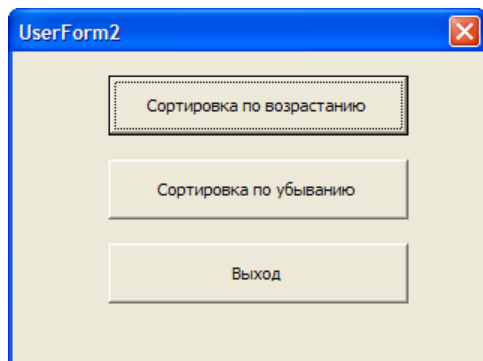 UserForm2
Сортировка по возрастанию
Сортировка по убыванию
Выход